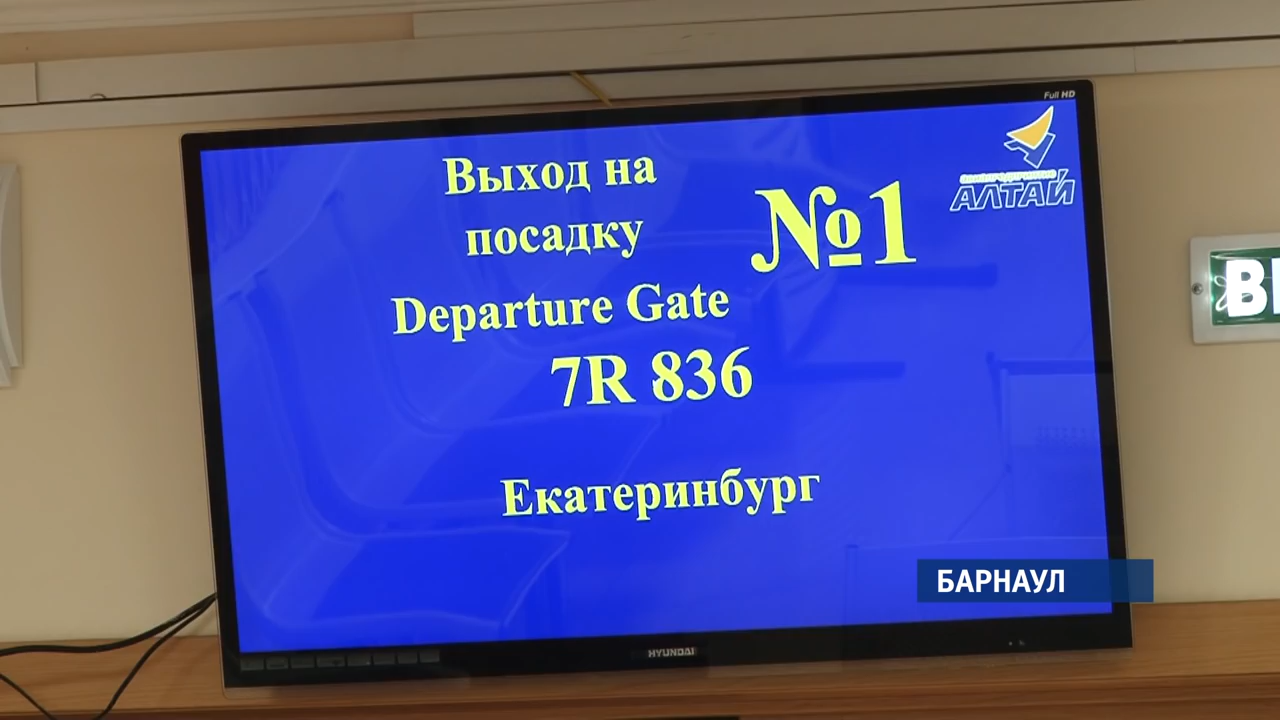 Full HD
Выход на
посадку
№1
АЛТАЙ
Departure Gate
7R 836
Екатеринбург
БАРНАУЛ
HYUNDAI